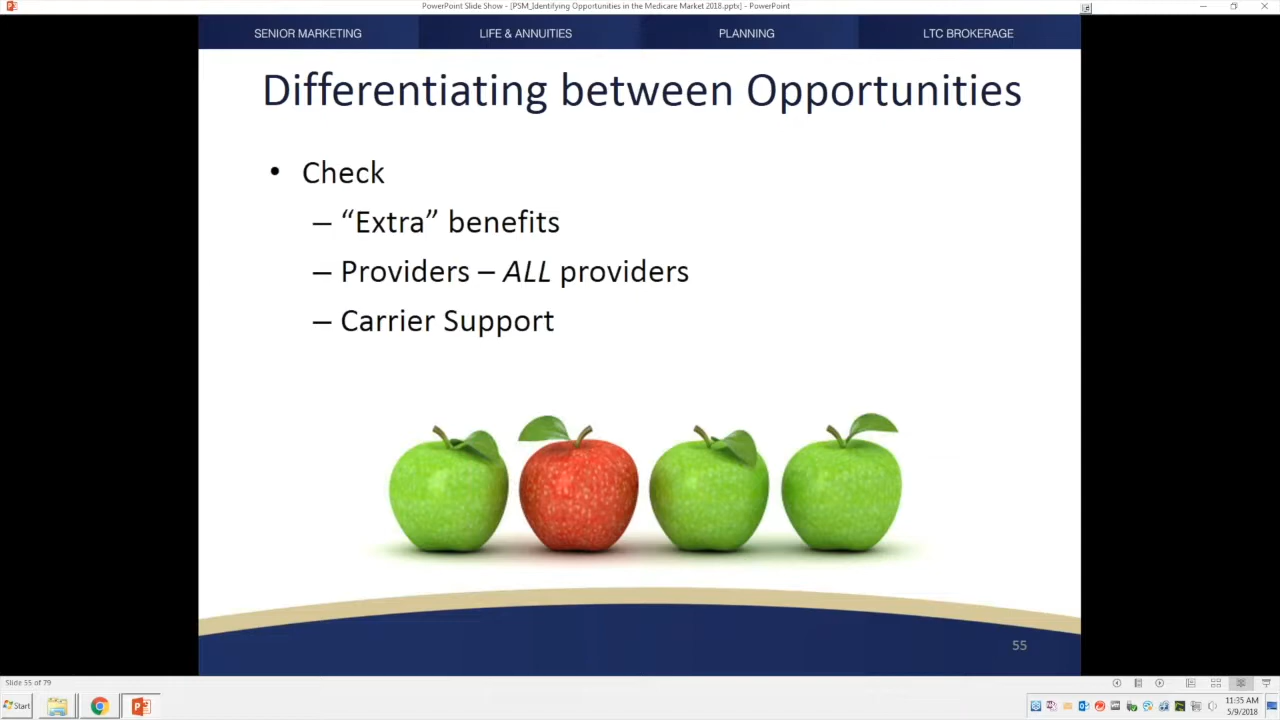 PowerPoint Slide Show - [PSM_Identifying Opportunities in the Medicare Market 2018.pptx] - PowerPoint
SENIOR MARKETING
LIFE & ANNUITIES
PLANNING
LTC BROKERAGE
Differentiating between Opportunities
• Check
– “Extra” benefits
– Providers – ALL providers
– Carrier Support
55
Slide 55 of 79
Start
11:35 AM
5/9/2018